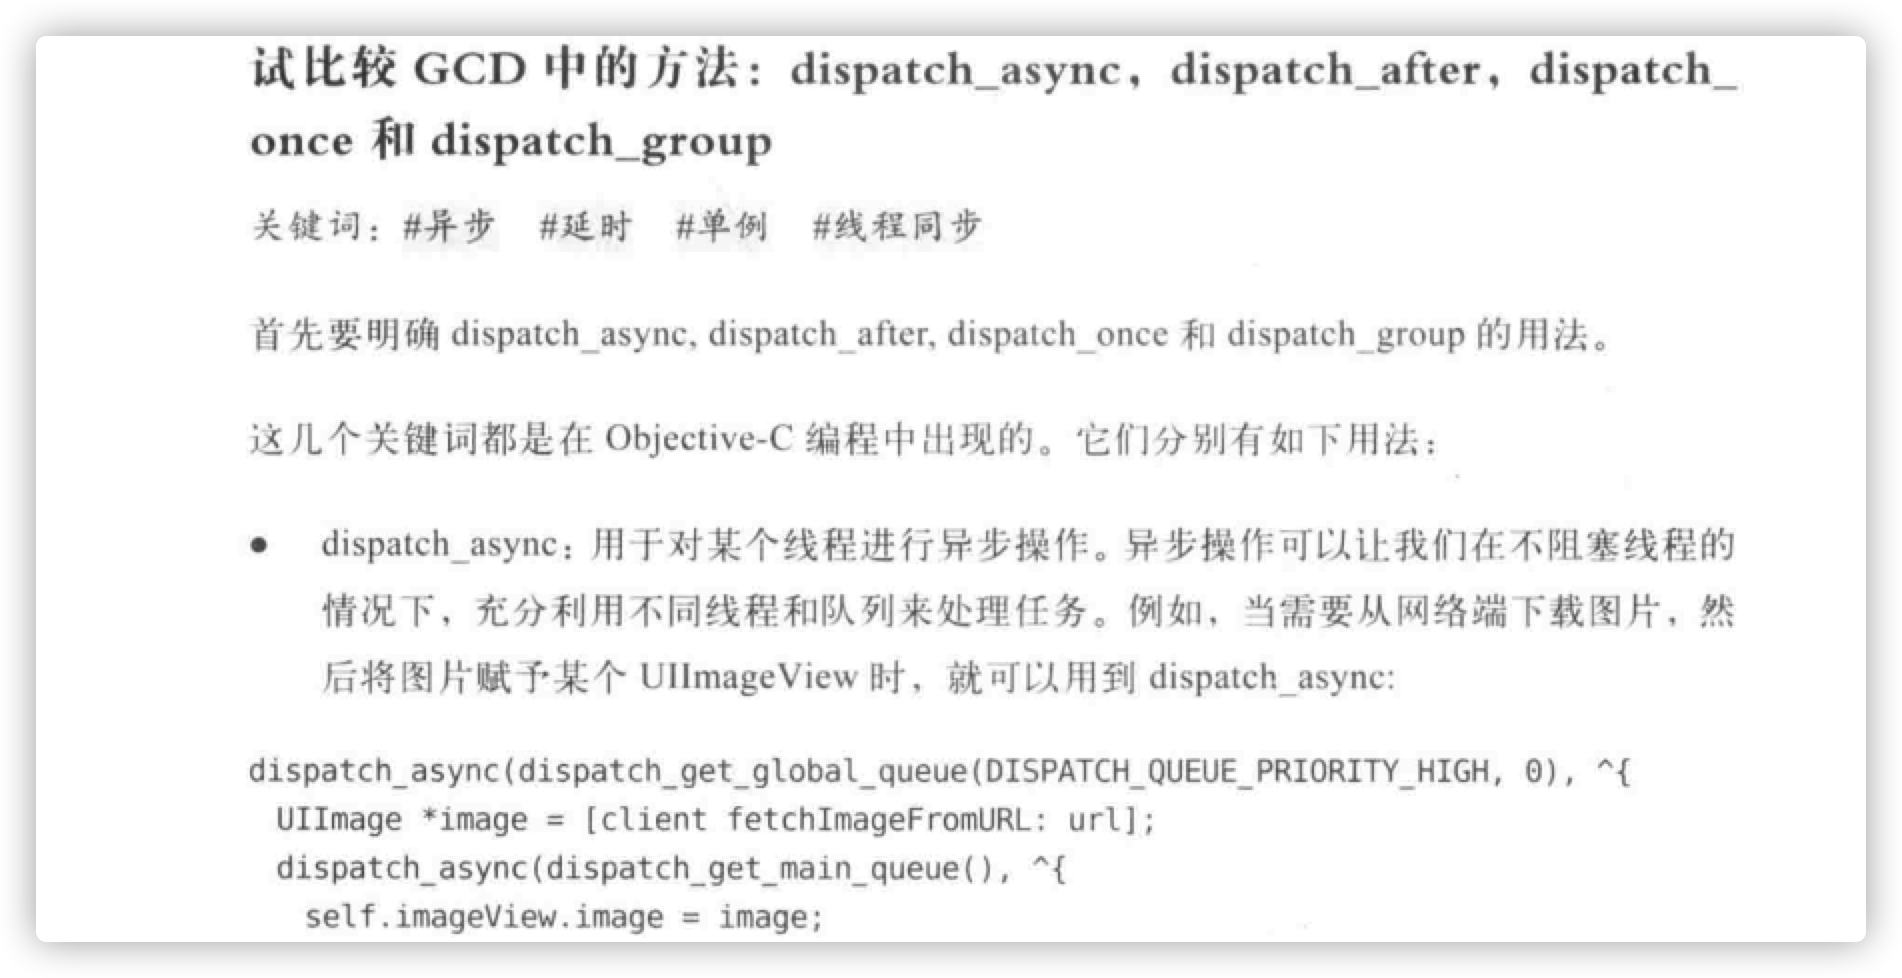 试比较 GCD 中的方法：dispatch_async，dispatch_after，dispatch_
once 和 dispatch_group
关键词：#异步 #延时 #单例 #线程同步
首先要明确 dispatch_async, dispatch_after, dispatch_once 和 dispatch_group 的用法。
这几个关键词都是在 Objective-C 编程中出现的。它们分别有如下用法：
● dispatch_async：用于对某个线程进行异步操作。异步操作可以让我们在不阻塞线程的
情况下，充分利用不同线程和队列来处理任务。例如，当需要从网络端下载图片，然
后将图片赋予某个 UIImageView 时，就可以用到 dispatch_async:
dispatch_async(dispatch_get_global_queue(DISPATCH_QUEUE_PRIORITY_HIGH, 0), ^{
  UIImage *image = [client fetchImageFromURL: url];
  dispatch_async(dispatch_get_main_queue(), ^{
    self.imageView.image = image;